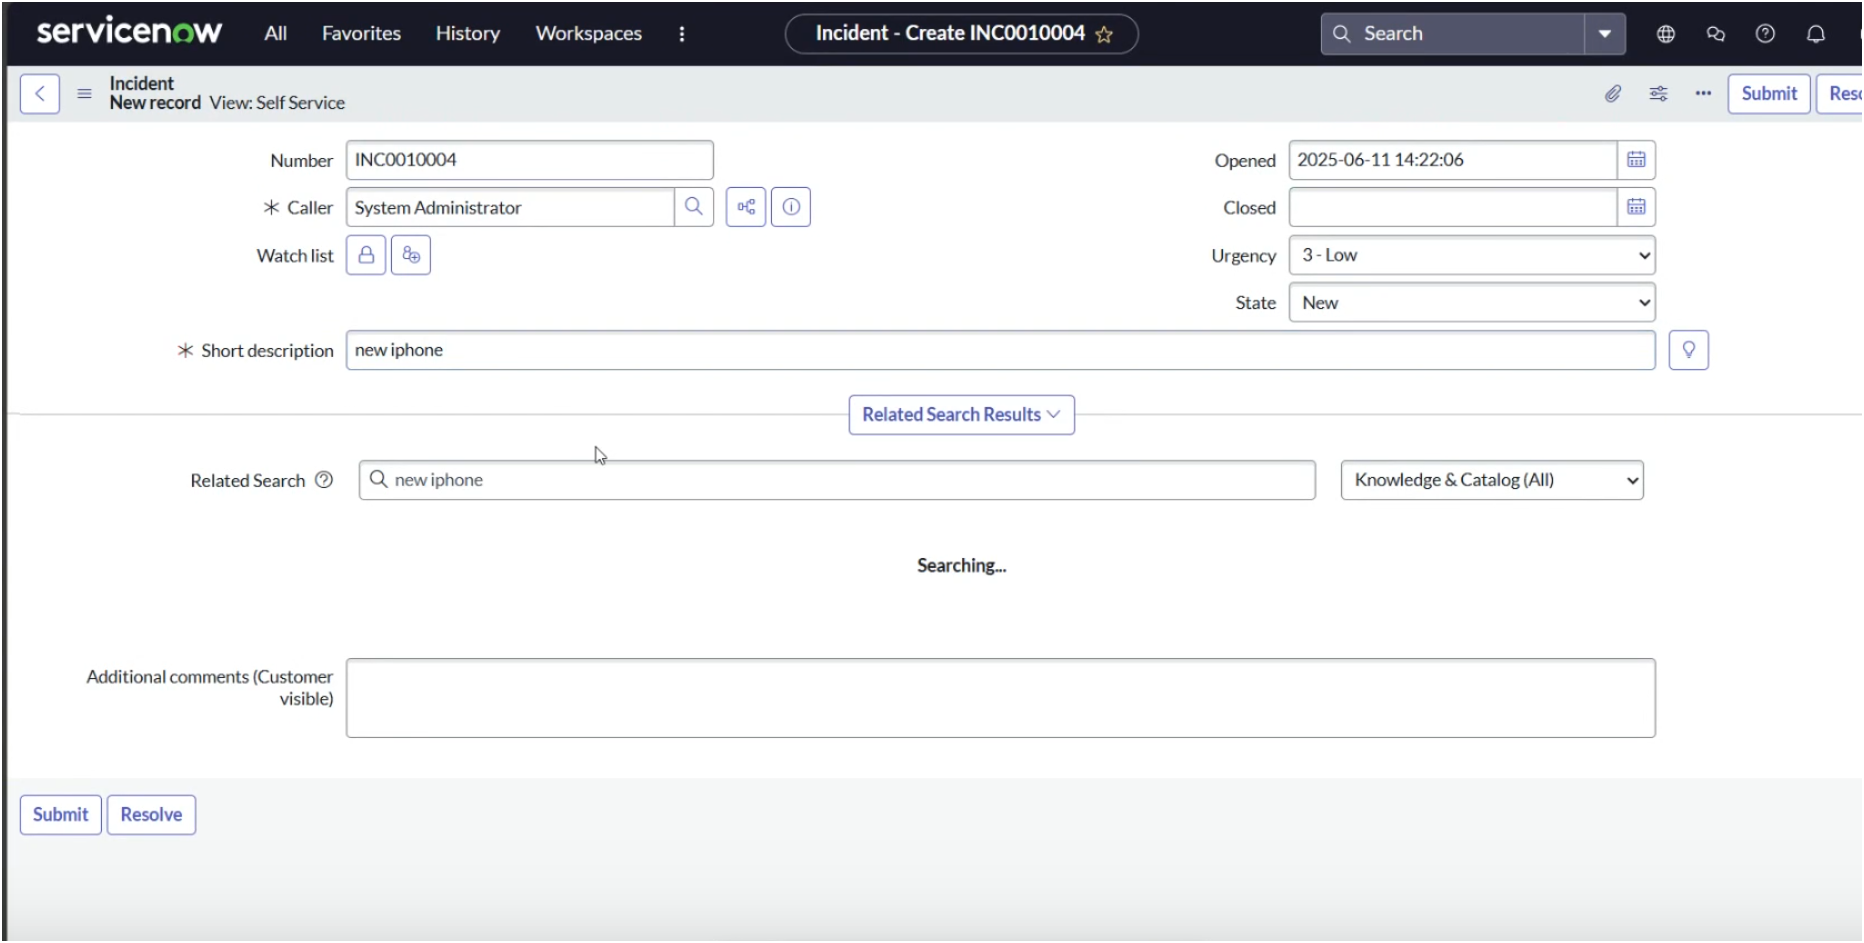 servicenow All Favorites History Workspaces Incident - Create INC0010004 Search
Incident
New record View: Self Service
Submit
Number INC0010004 Opened 2025-06-11 14:22:06
Caller System Administrator Closed
Watch list Urgency 3 - Low
State New
Short description new iphone
Related Search Results
Related Search new iphone Knowledge & Catalog (All)
Searching...
Additional comments (Customer
visible)
Submit Resolve